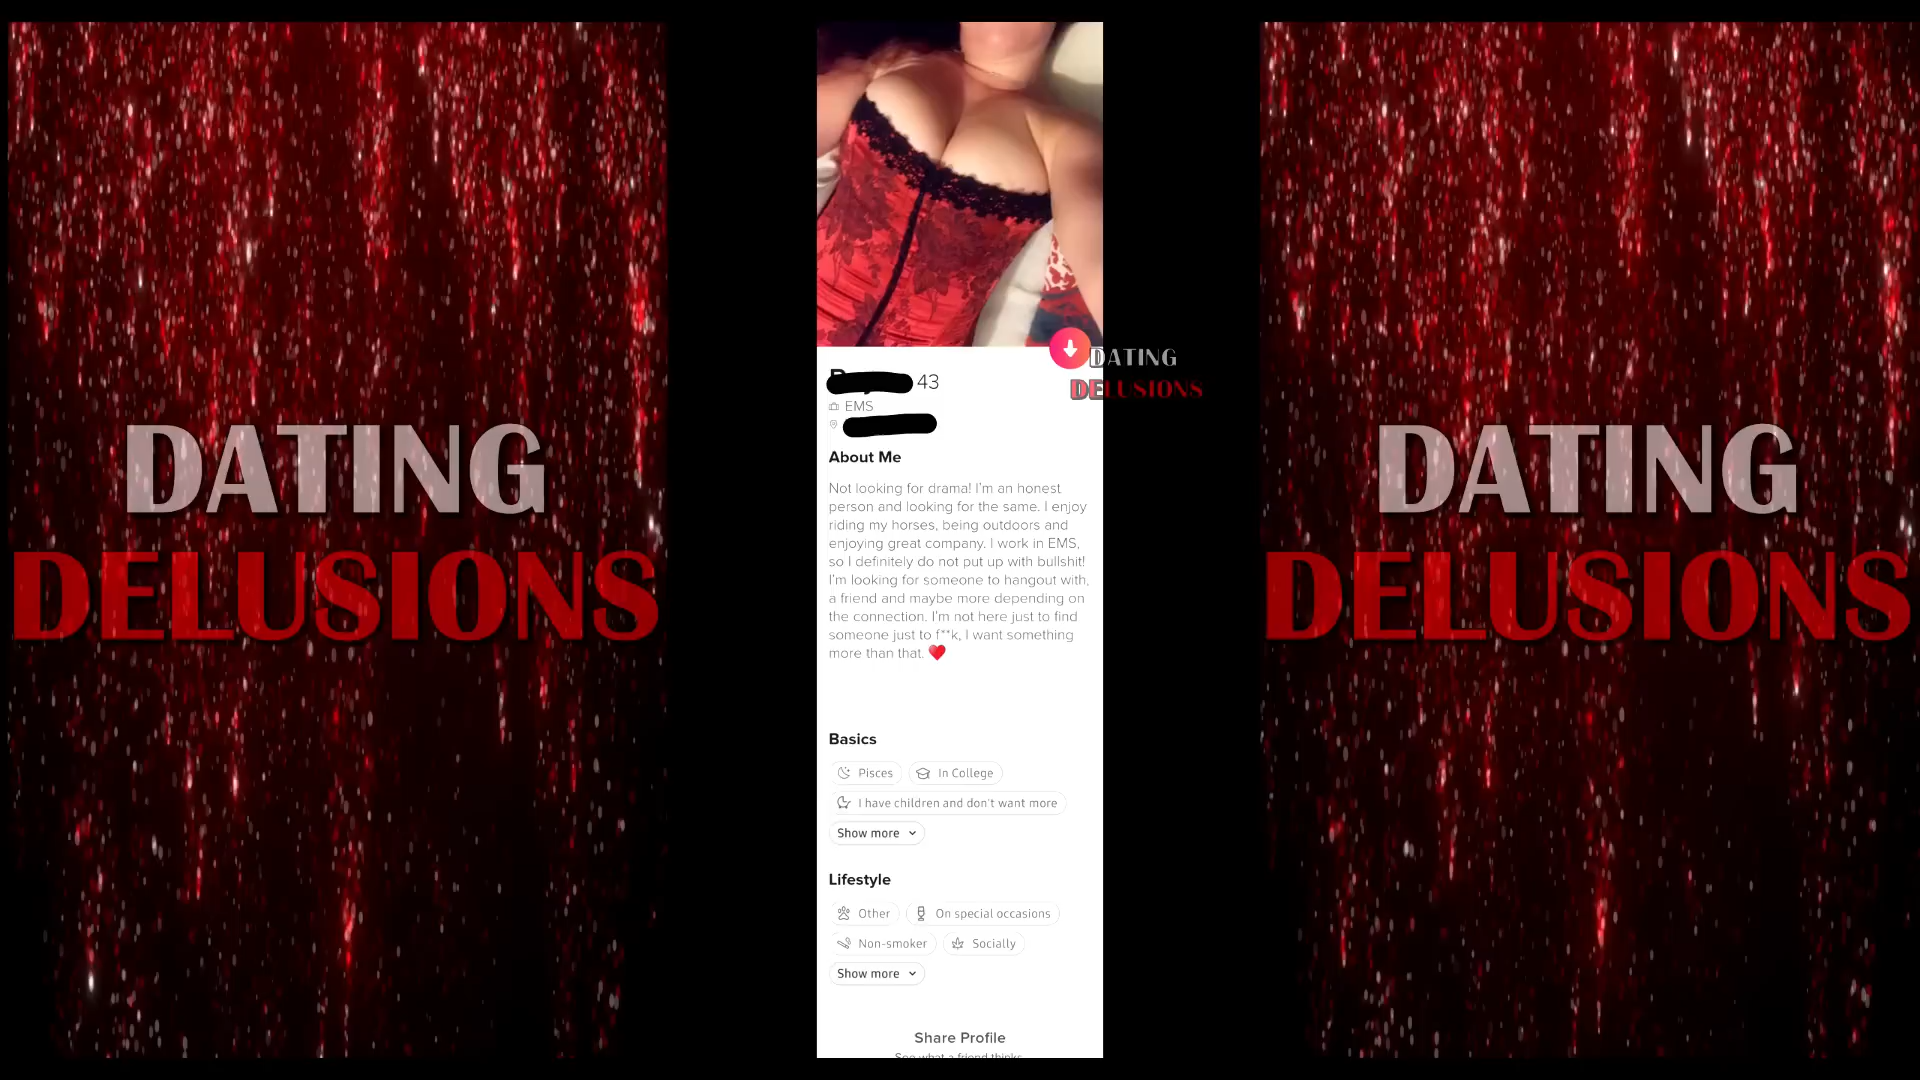 DATING
DELUSIONS
43
EMS
DATING
DELUSIONS
About Me
Not looking for drama! I'm an honest
person and looking for the same. I enjoy
riding my horses, being outdoors and
enjoying great company. I work in EMS,
so I definitely do not put up with bullshit!
I'm looking for someone to hangout with,
a friend and maybe more depending on
the connection. I'm not here just to find
someone just to f**k, I want something
more than that. ❤️
Basics
Pisces
In College
I have children and don't want more
Show more
Lifestyle
Other
On special occasions
Non-smoker
Socially
Show more
Share Profile
See what a friend thinks
DATING
DELUSIONS